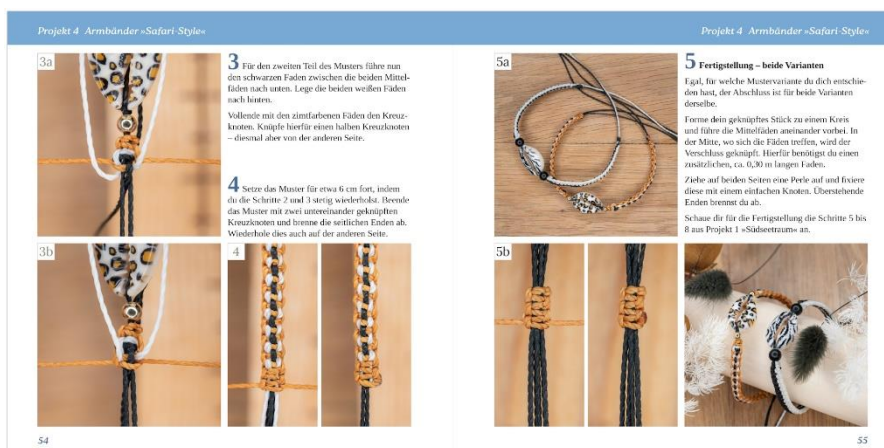 Projekt 4 Armbänder »Safari-Style«
3a
3 Für den zweiten Teil des Musters führe nun
den schwarzen Faden zwischen die beiden Mittel-
fäden nach unten. Lege die beiden weißen Fäden
nach hinten.
Vollende mit den zimtfarbenen Fäden den Kreuz-
knoten. Knüpfe hierfür einen halben Kreuzknoten
– diesmal aber von der anderen Seite.
4 Setze das Muster für etwa 6 cm fort, indem
du die Schritte 2 und 3 stetig wiederholst. Beende
das Muster mit zwei untereinander geknüpften
Kreuzknoten und brenne die seitlichen Enden ab.
Wiederhole dies auch auf der anderen Seite.
3b
4
54
Projekt 4 Armbänder »Safari-Style«
5a
5 Fertigstellung – beide Varianten
Egal, für welche Mustervariante du dich entschie-
den hast, der Abschluss ist für beide Varianten
derselbe.
Forme dein geknüpftes Stück zu einem Kreis
und führe die Mittelfäden aneinander vorbei. In
der Mitte, wo sich die Fäden treffen, wird der
Verschluss geknüpft. Hierfür benötigst du einen
zusätzlichen, ca. 0,30 m langen Faden.
Ziehe auf beiden Seiten eine Perle auf und fixiere
diese mit einem einfachen Knoten. Überstehende
Enden brennst du ab.
Schaue dir für die Fertigstellung die Schritte 5 bis
8 aus Projekt 1 »Südseetraum« an.
5b
55